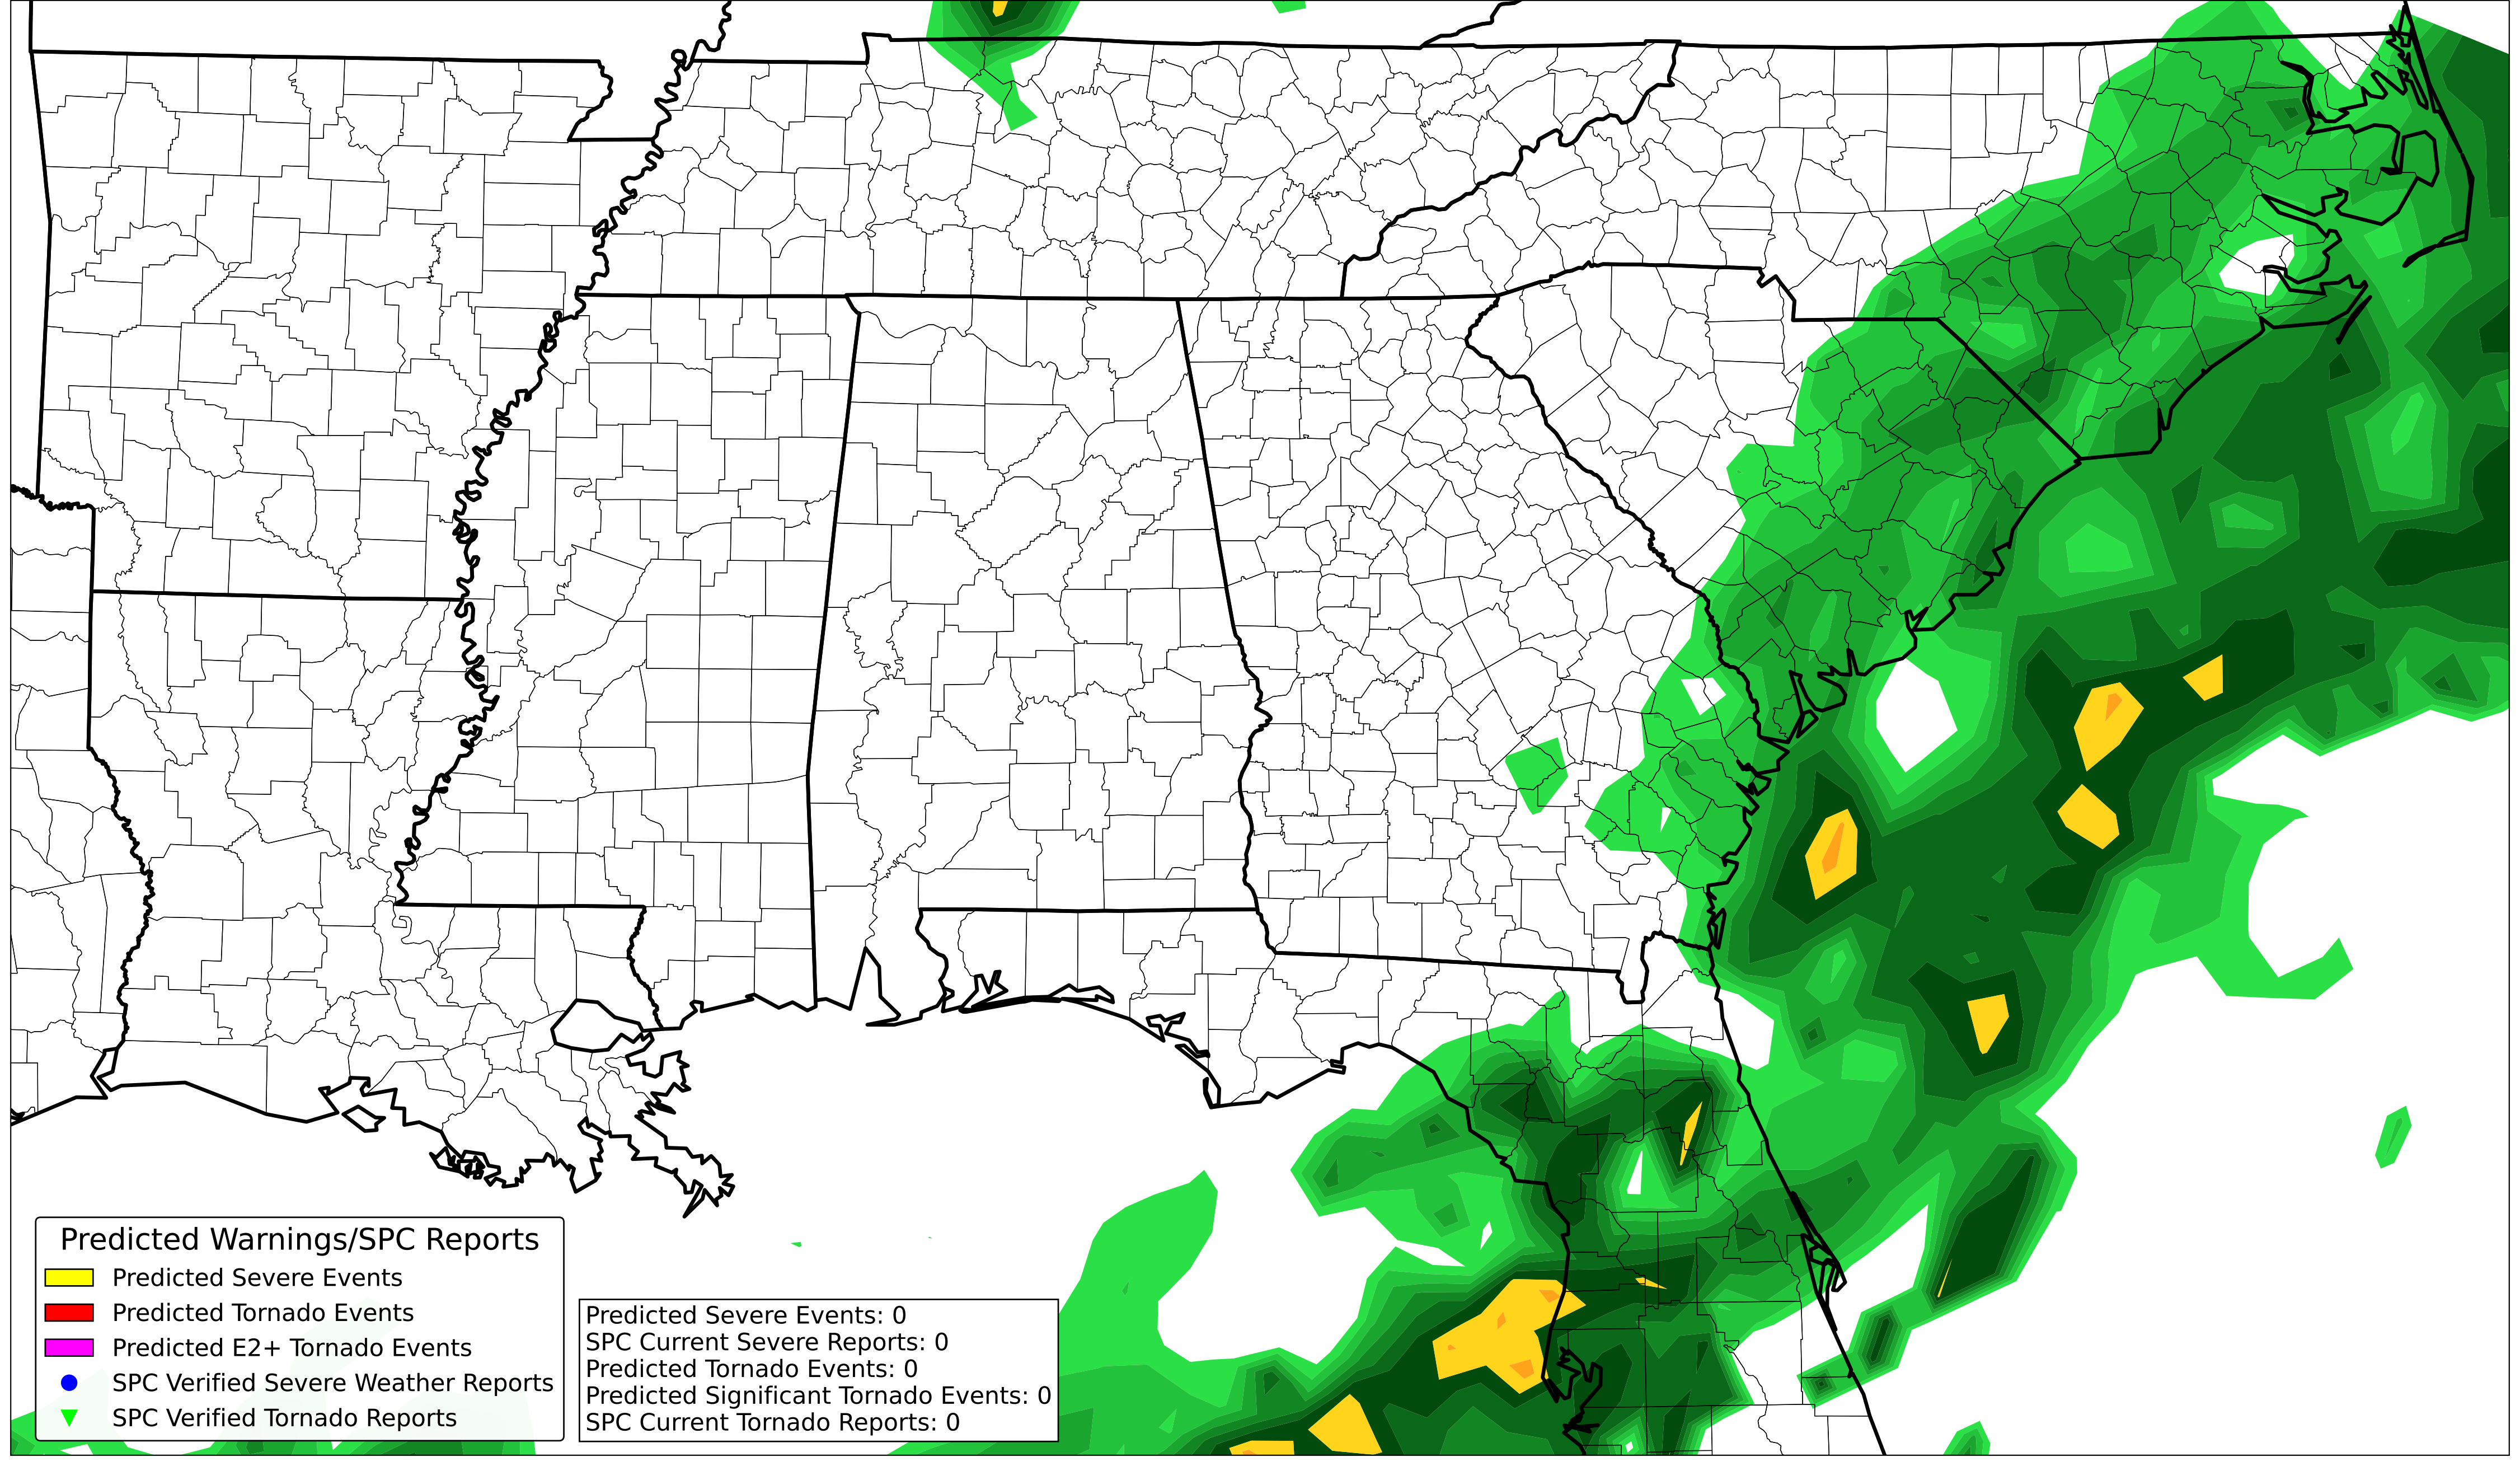 Predicted Warnings/SPC Reports
Predicted Severe Events
Predicted Tornado Events
Predicted E2+ Tornado Events
SPC Verified Severe Weather Reports
SPC Verified Tornado Reports
Predicted Severe Events: 0
SPC Current Severe Reports: 0
Predicted Tornado Events: 0
Predicted Significant Tornado Events: 0
SPC Current Tornado Reports: 0